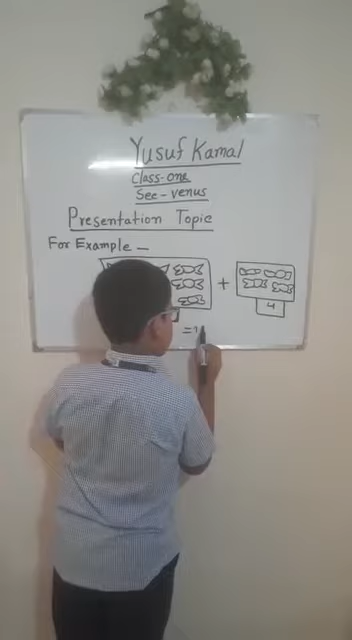 Yusuf Kamal
Class-one
Sec-venus
Presentation Topic
For Example —
+
4
=